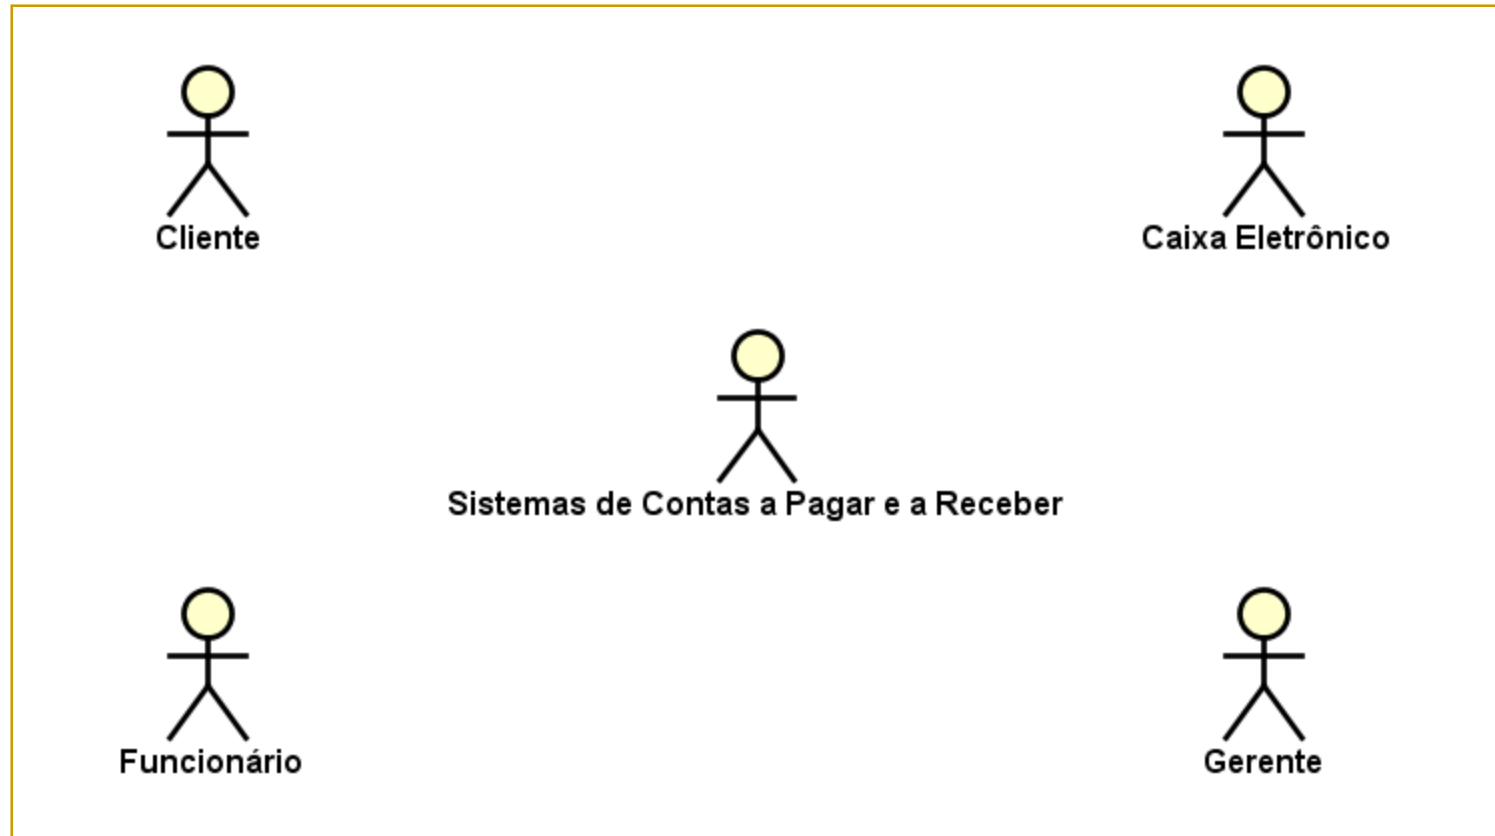 Cliente
Caixa Eletrônico
Sistemas de Contas a Pagar e a Receber
Funcionário
Gerente